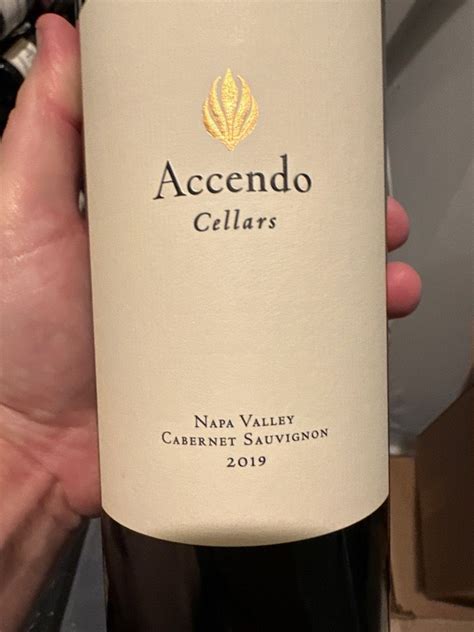 Accendo
Cellars
Napa Valley
Cabernet Sauvignon
2019